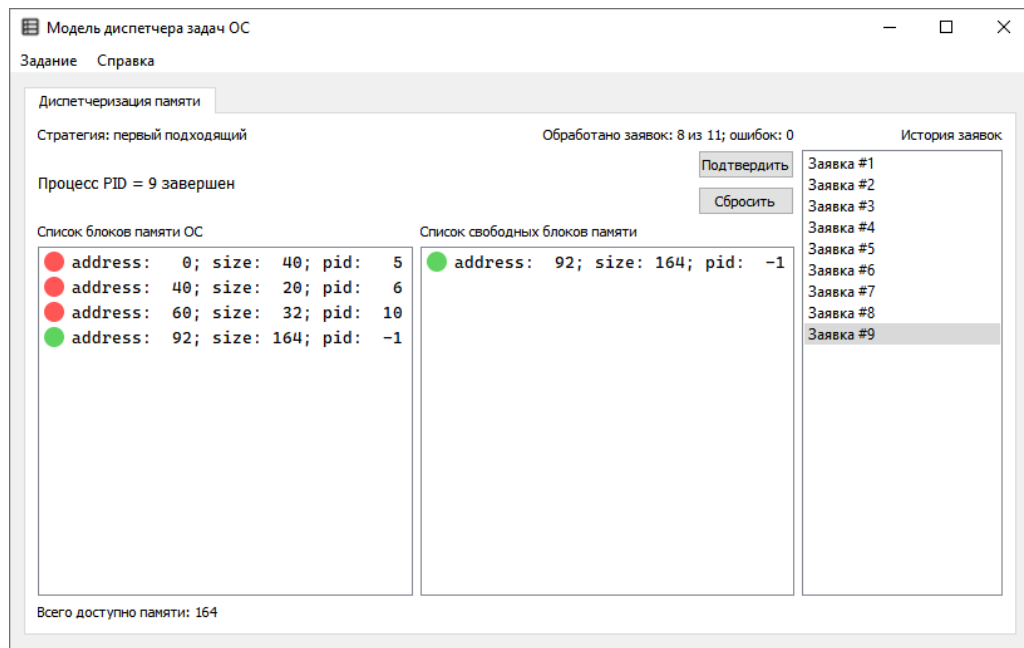 Модель диспетчера задач ОС
Задание Справка
Диспетчеризация памяти
Стратегия: первый подходящий
Обработано заявок: 8 из 11; ошибок: 0
История заявок
Процесс PID = 9 завершен
Подтвердить
Сбросить
Список блоков памяти ОС
address: 0; size: 40; pid: 5
address: 40; size: 20; pid: 6
address: 60; size: 32; pid: 10
address: 92; size: 164; pid: -1
Список свободных блоков памяти
address: 92; size: 164; pid: -1
Заявка #1
Заявка #2
Заявка #3
Заявка #4
Заявка #5
Заявка #6
Заявка #7
Заявка #8
Заявка #9
Всего доступно памяти: 164